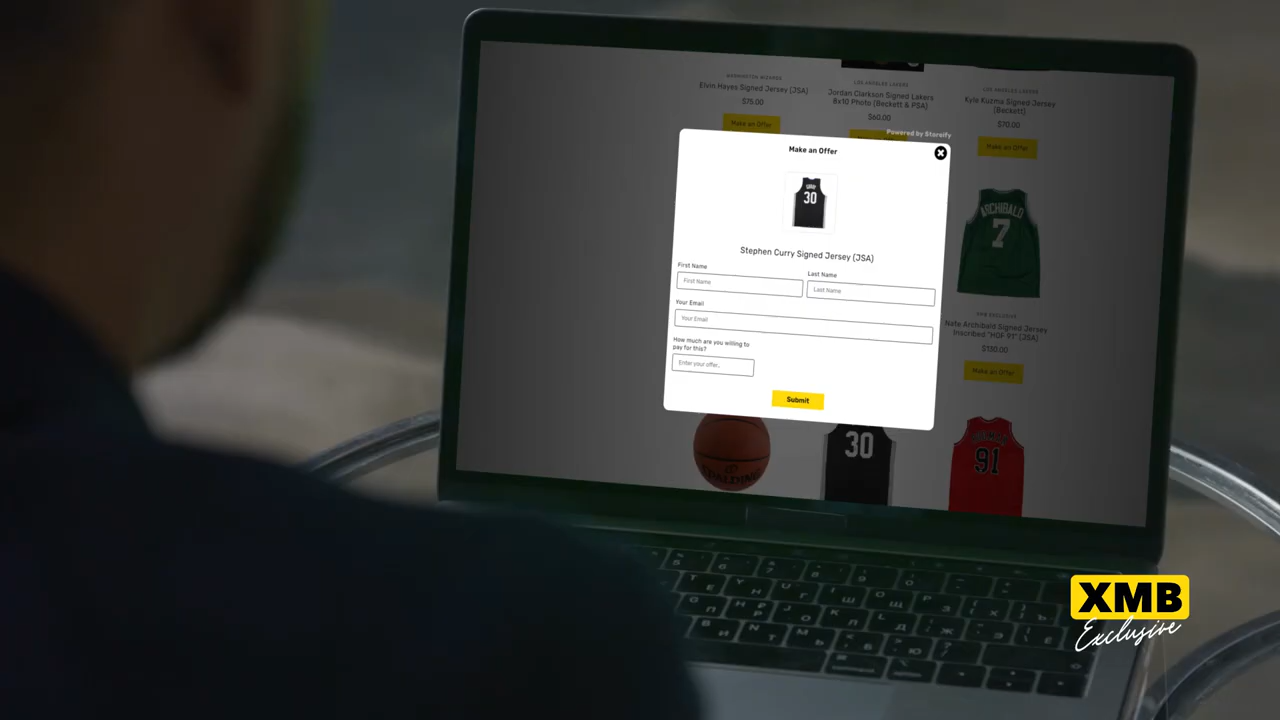 WASHINGTON WIZARDS
Elvin Hayes Signed Jersey (JSA)
$75.00
Make an Offer
LOS ANGELES LAKERS
Jordan Clarkson Signed Lakers
8x10 Photo (Beckett & PSA)
$60.00
LOS ANGELES LAKERS
Kyle Kuzma Signed Jersey
(Beckett)
$70.00
Make an Offer
Powered by Storeify
Make an Offer
30
Stephen Curry Signed Jersey (JSA)
First Name
Last Name
First Name
Last Name
Your Email
Your Email
How much are you willing to
pay for this?
Enter your offer..
Submit
ARCHIBALD
7
XMB EXCLUSIVE
Nate Archibald Signed Jersey
Inscribed "HOF 91" (JSA)
$130.00
Make an Offer
SPALDING
30
91
XMB
Exclusive